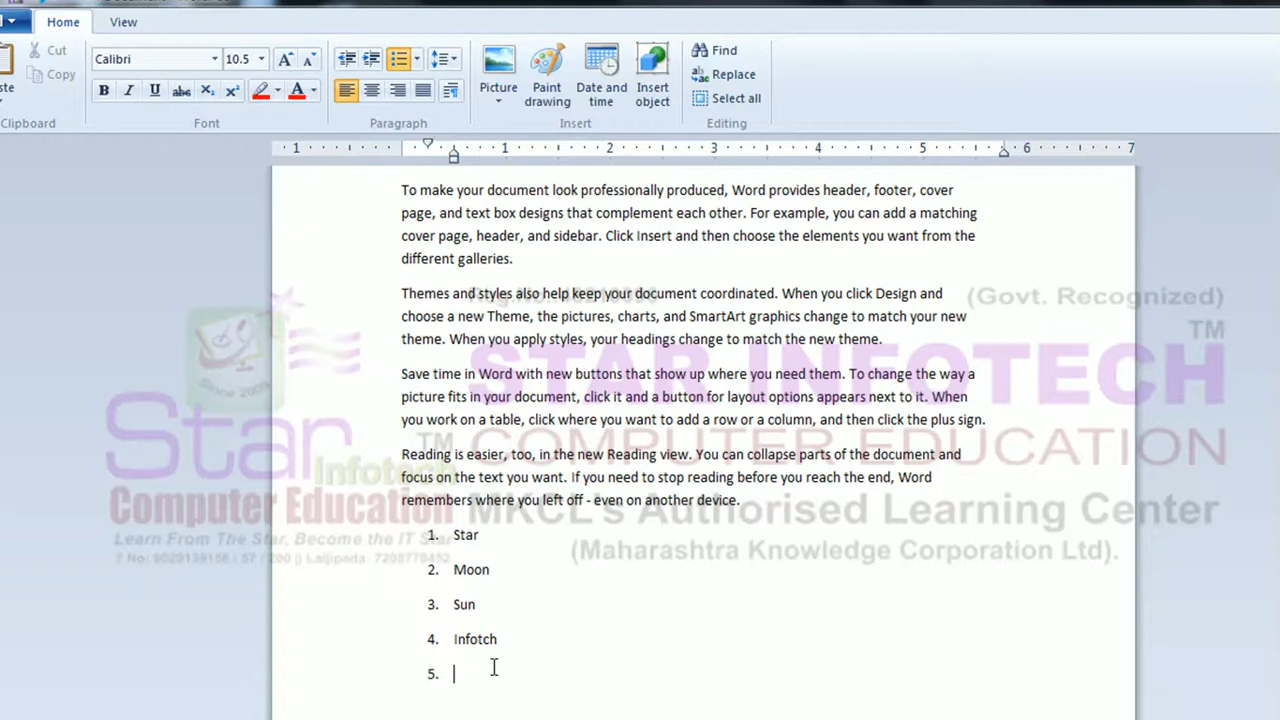 Home View
Cut
Calibri 10.5
Find
Copy
Replace
Picture Paint drawing Date and time Insert object
Select all
Clipboard Font Paragraph Insert Editing
1 1 2 3 4 5 6 7
To make your document look professionally produced, Word provides header, footer, cover
page, and text box designs that complement each other. For example, you can add a matching
cover page, header, and sidebar. Click Insert and then choose the elements you want from the
different galleries.
Themes and styles also help keep your document coordinated. When you click Design and
(Govt. Recognized)
choose a new Theme, the pictures, charts, and SmartArt graphics change to match your new
theme. When you apply styles, your headings change to match the new theme.
TM
STAR INFOTECH
Save time in Word with new buttons that show up where you need them. To change the way a
picture fits in your document, click it and a button for layout options appears next to it. When
you work on a table, click where you want to add a row or a column, and then click the plus sign.
Since 2009
Star
TM
Infotech
COMPUTER EDUCATION
Reading is easier, too, in the new Reading view. You can collapse parts of the document and
focus on the text you want. If you need to stop reading before you reach the end, Word
remembers where you left off - even on another device.
Computer Education
MKCL's Authorised Learning Center
1. Star
Learn From The Star, Become the IT Star
(Maharashtra Knowledge Corporation Ltd).
2. Moon
3. Sun
4. Infotch
5.